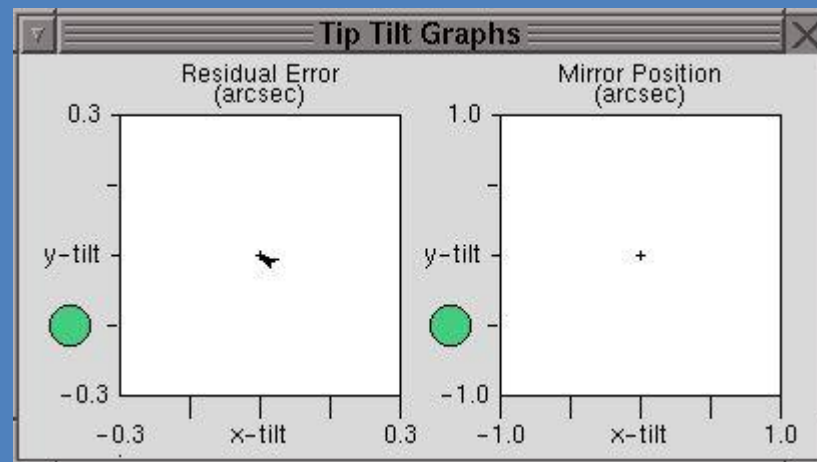 Tip Tilt Graphs
Residual Error
(arcsec)
0.3
y-tilt
-0.3
-0.3
x-tilt
0.3
Mirror Position
(arcsec)
1.0
y-tilt
-1.0
-1.0
x-tilt
1.0